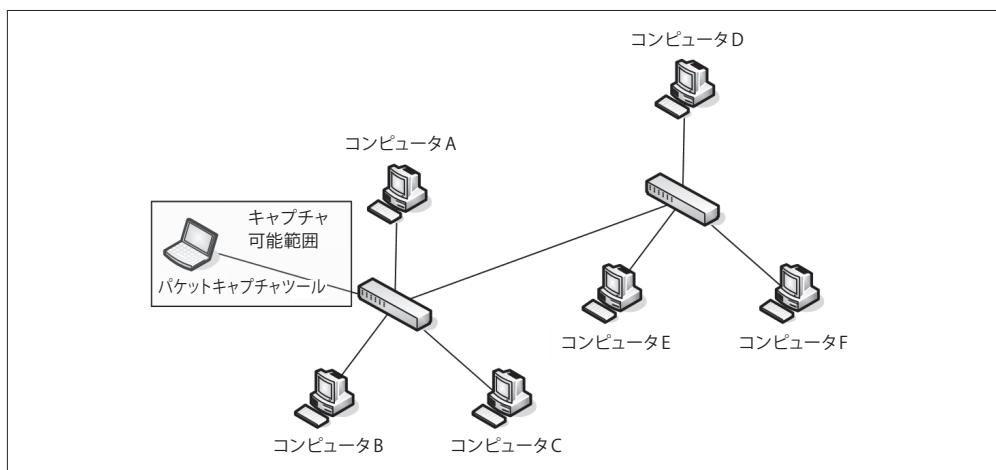 コンピュータD
コンピュータA
キャプチャ
可能範囲
パケットキャプチャツール
コンピュータE
コンピュータF
コンピュータB
コンピュータC